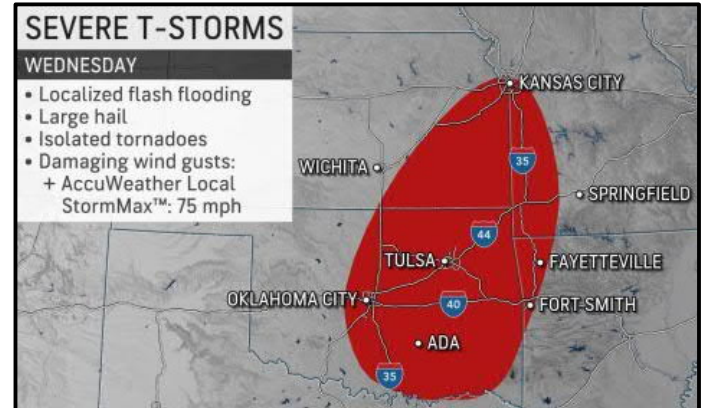 SEVERE T-STORMS
WEDNESDAY
• Localized flash flooding
• Large hail
• Isolated tornadoes
• Damaging wind gusts:
+ AccuWeather Local
StormMax™: 75 mph
KANSAS CITY
35
WICHITA
SPRINGFIELD
44
TULSA
FAYETTEVILLE
OKLAHOMA CITY
40
FORT SMITH
ADA
35